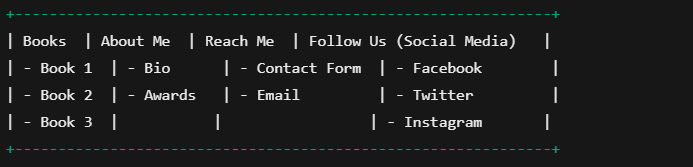 +--------------------------------------------------------------+
| Books  | About Me  | Reach Me  | Follow Us (Social Media)   |
| - Book 1  | - Bio      | - Contact Form  | - Facebook        |
| - Book 2  | - Awards   | - Email         | - Twitter         |
| - Book 3  |           |                 | - Instagram       |
+--------------------------------------------------------------+